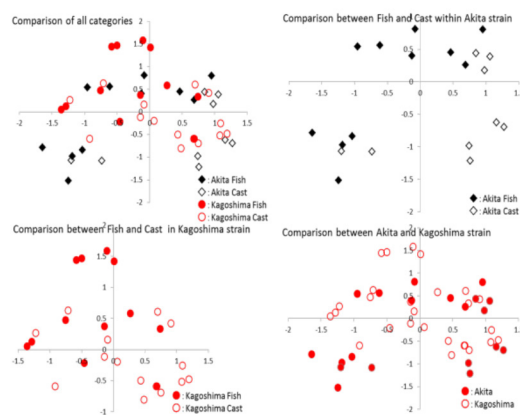 Comparison of all categories
2
1.5
1
0.5
0
-2 -1.5 -1 -0.5 0 0.5 1 1.5
-0.5
-1
-1.5
-2
: Akita Fish
: Akita Cast
: Kagoshima Fish
: Kagoshima Cast
Comparison between Fish and Cast within Akita strain
1
0.5
0
-2 -1.5 -1 -0.5 0 0.5 1 1.5
-0.5
-1
-1.5
-2
: Akita Fish
: Akita Cast
Comparison between Fish and Cast in Kagoshima strain
2
1.5
1
0.5
0
-1.5 -1 -0.5 0 0.5 1 1.5
-0.5
-1
: Kagoshima Fish
: Kagoshima Cast
Comparison between Akita and Kagoshima strain
2
1.5
1
0.5
0
-2 -1.5 -1 -0.5 0 0.5 1 1.5
-0.5
-1
-1.5
-2
: Akita
: Kagoshima